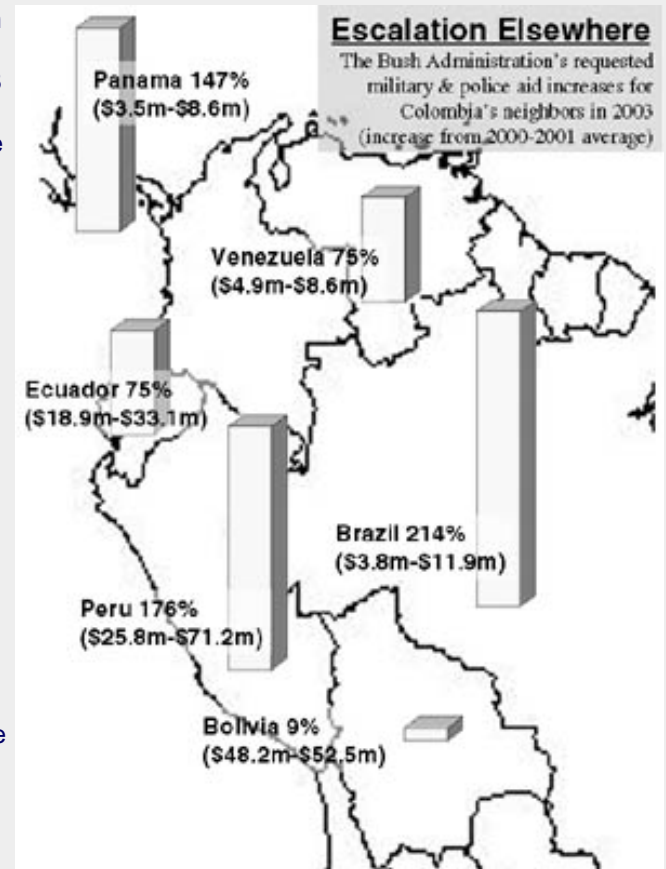 Escalation Elsewhere
The Bush Administration's requested
military & police aid increases for
Colombia's neighbors in 2003
(increase from 2000-2001 average)
Panama 147%
($3.5m-$8.6m)
Venezuela 75%
($4.9m-$8.6m)
Ecuador 75%
($18.9m-$33.1m)
Brazil 214%
($3.8m-$11.9m)
Peru 176%
($25.8m-$71.2m)
Bolivia 9%
($48.2m-$52.5m)